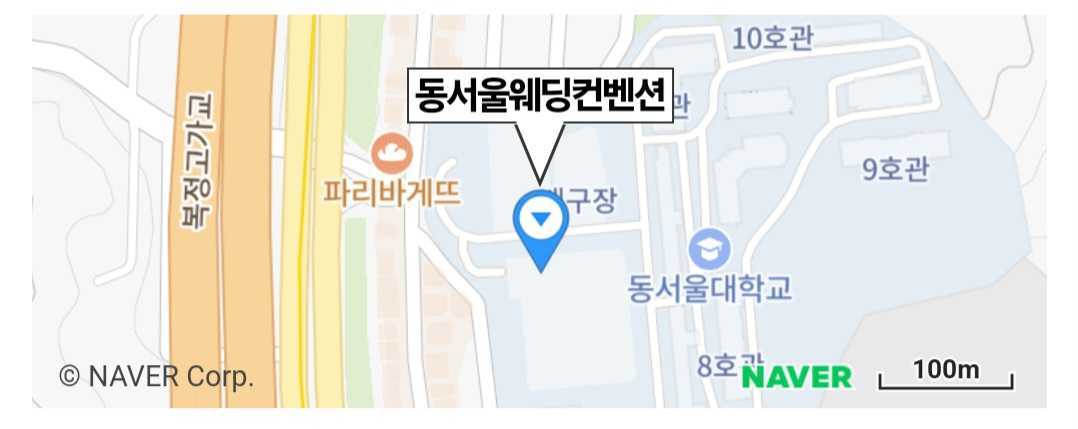 10호관
동서울웨딩컨벤션
관
복정고가교
파리바게뜨
구장
9호관
동서울대학교
8호관
© NAVER Corp.
NAVER
100m